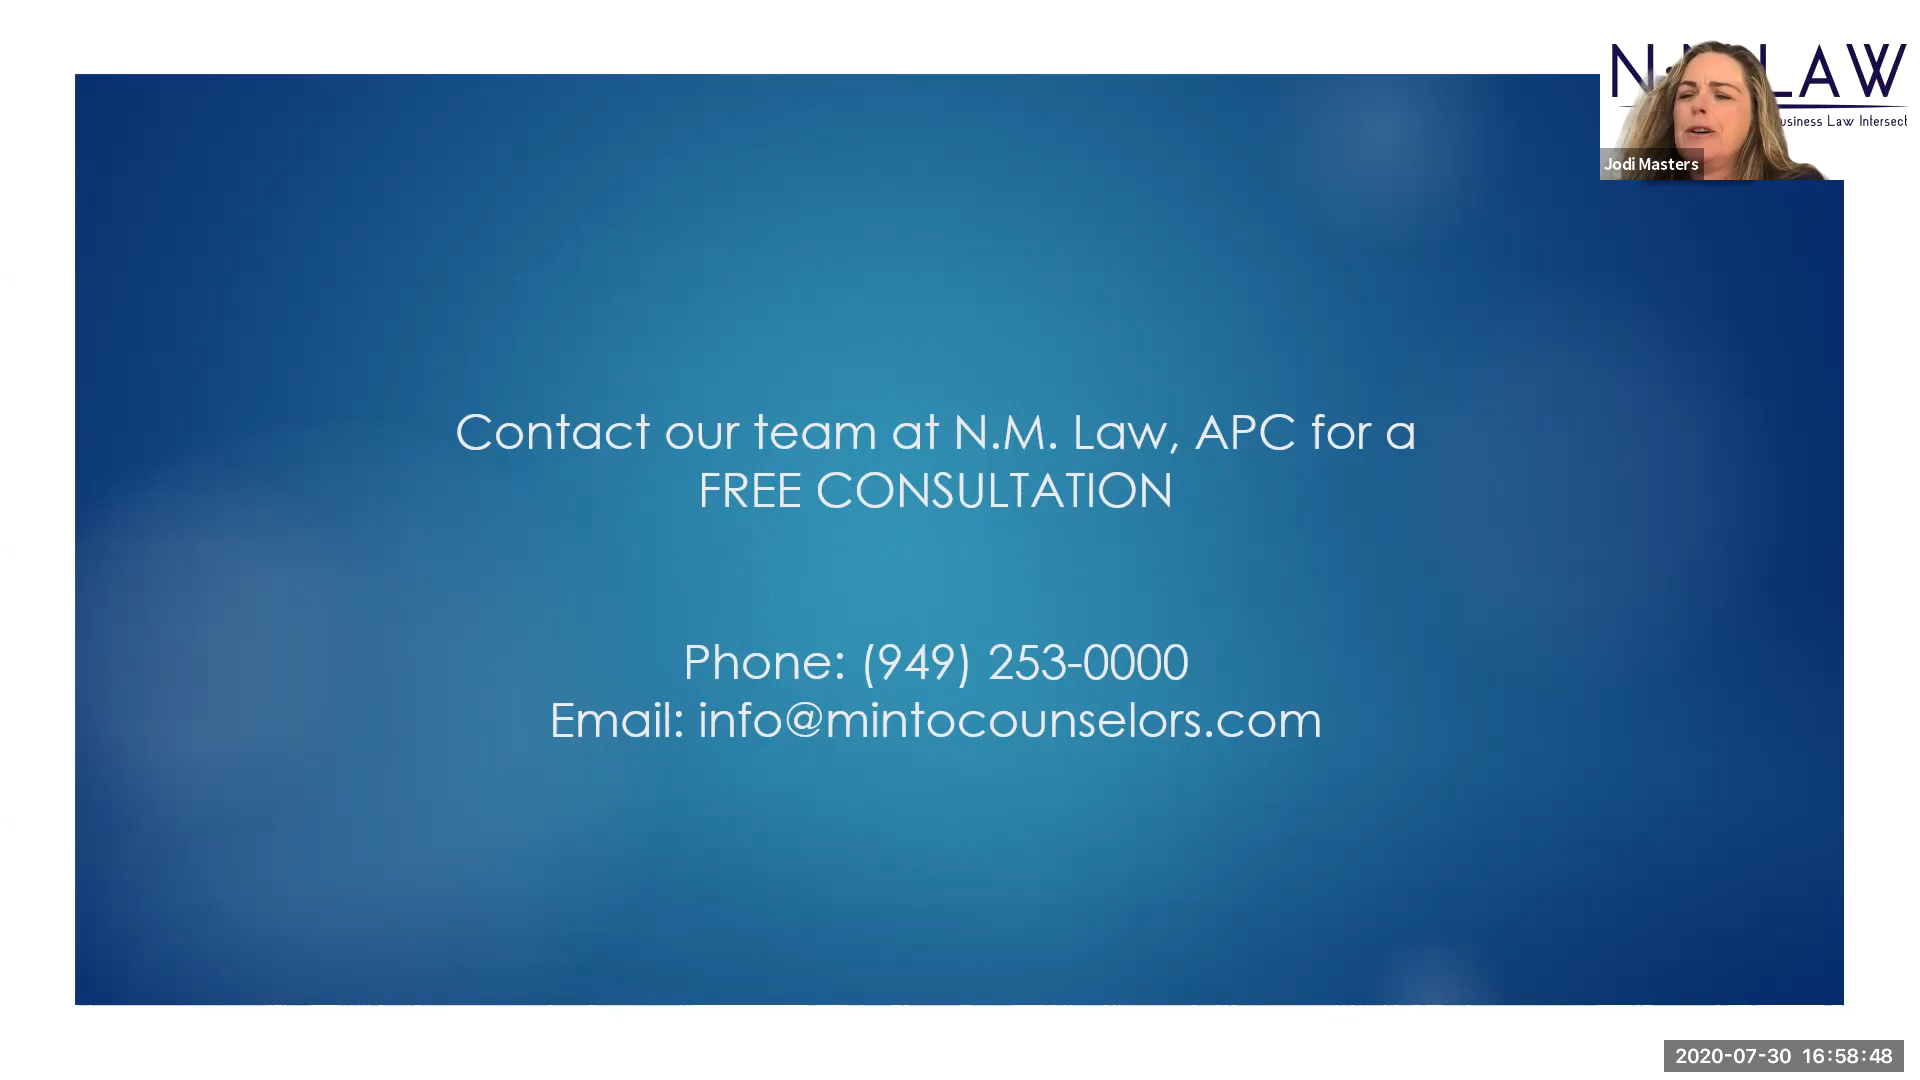 N LAW
usiness Law Intersect
Jodi Masters
Contact our team at N.M. Law, APC for a
FREE CONSULTATION
Phone: (949) 253-0000
Email: info@mintocounselors.com
2020-07-30 16:58:48